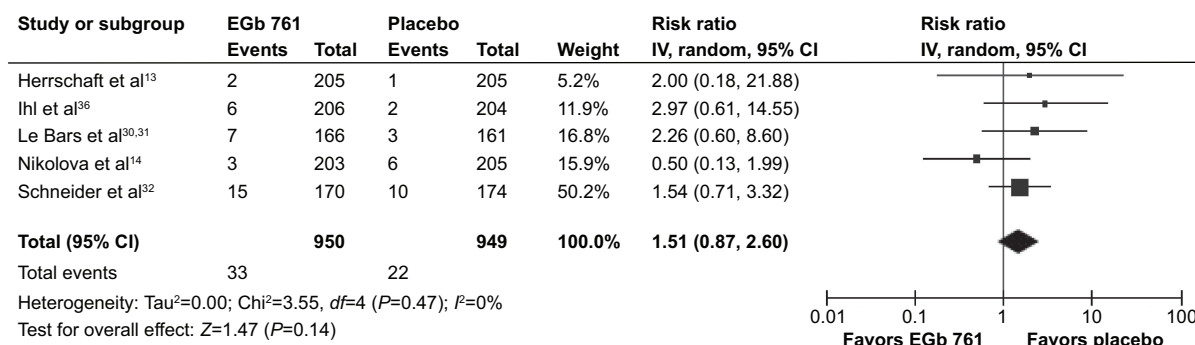 Study or subgroup EGb 761 Placebo Risk ratio Risk ratio
Events Total Events Total Weight IV, random, 95% CI IV, random, 95% CI
Herrschaft et al¹³ 2 205 1 205 5.2% 2.00 (0.18, 21.88)
Ihl et al³⁶ 6 206 2 204 11.9% 2.97 (0.61, 14.55)
Le Bars et al³⁰,³¹ 7 166 3 161 16.8% 2.26 (0.60, 8.60)
Nikolova et al¹⁴ 3 203 6 205 15.9% 0.50 (0.13, 1.99)
Schneider et al³² 15 170 10 174 50.2% 1.54 (0.71, 3.32)
Total (95% CI) 950 949 100.0% 1.51 (0.87, 2.60)
Total events 33 22
Heterogeneity: Tau²=0.00; Chi²=3.55, df=4 (P=0.47); I²=0%
Test for overall effect: Z=1.47 (P=0.14)
0.01 0.1 1 10 100
Favors EGb 761 Favors placebo